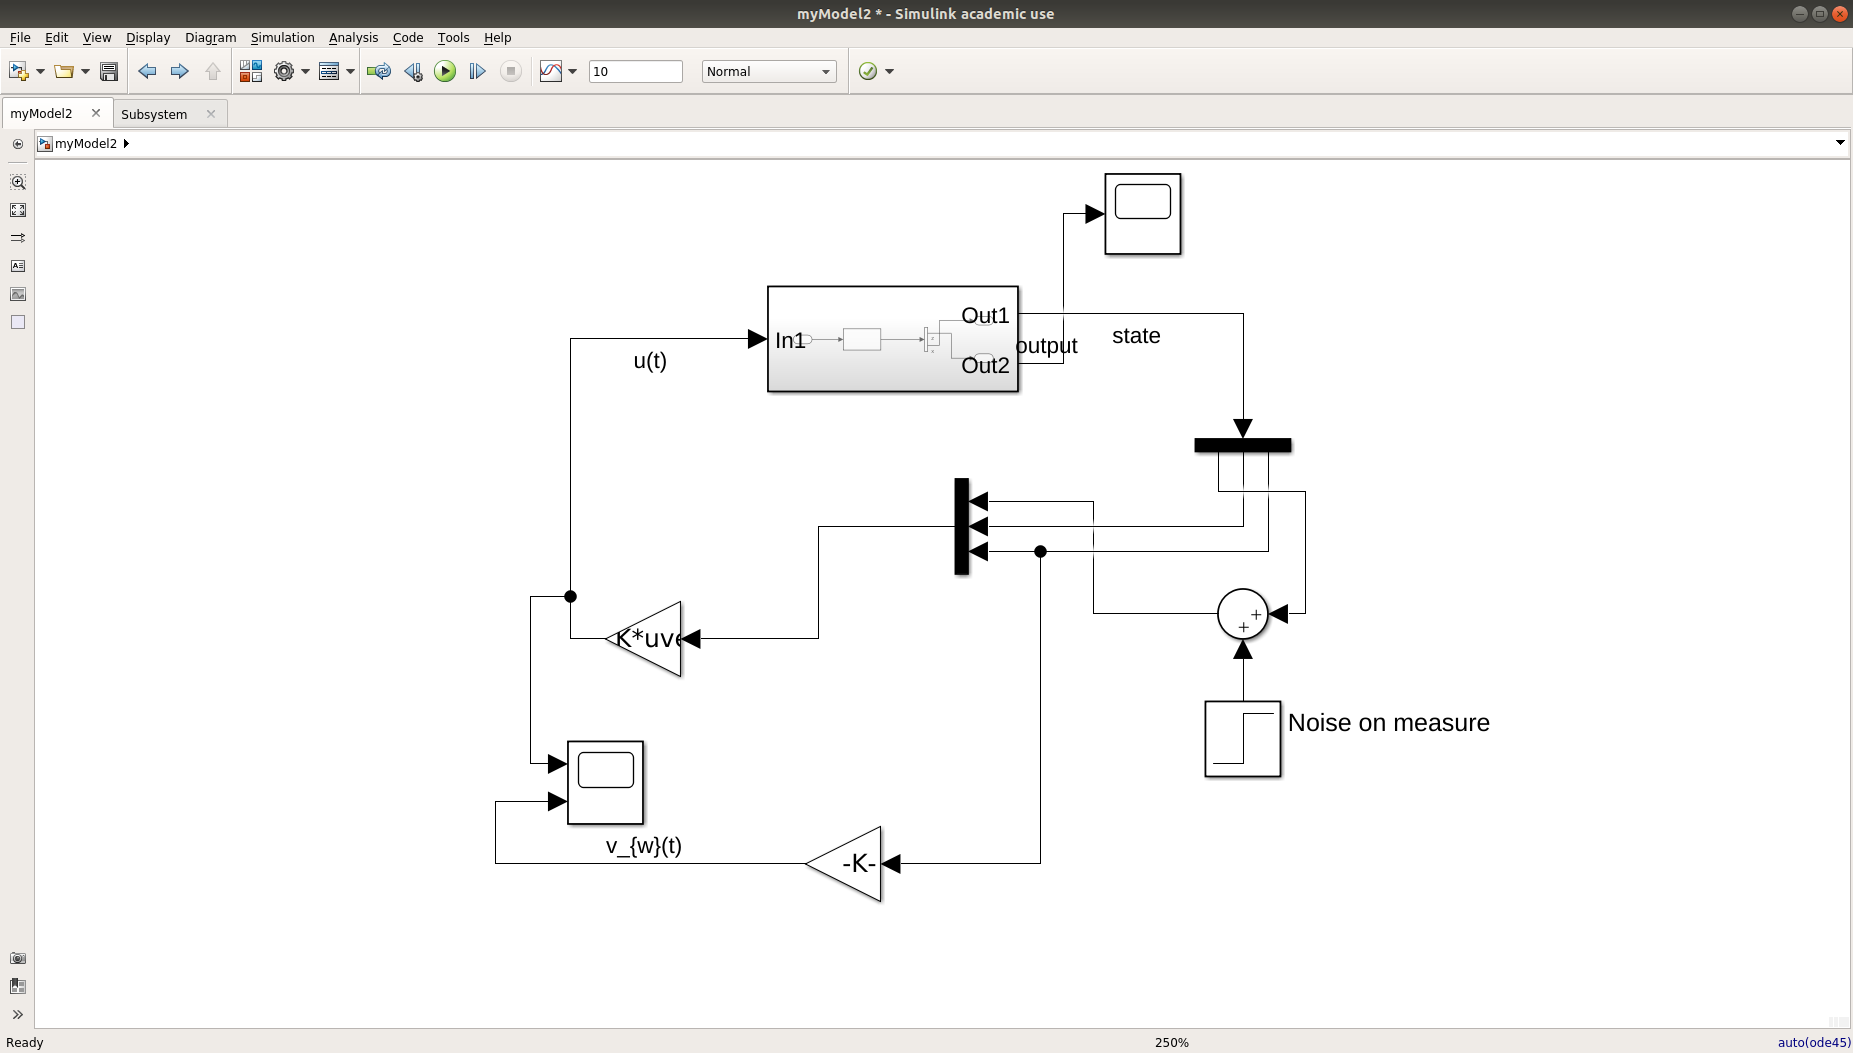 myModel2 * - Simulink academic use
File Edit View Display Diagram Simulation Analysis Code Tools Help
10 Normal
myModel2 Subsystem
myModel2
In1
Out1
Out2
output
state
u(t)
K*uve
+
+
Noise on measure
v_{w}(t)
-K-
Ready 250% auto(ode45)